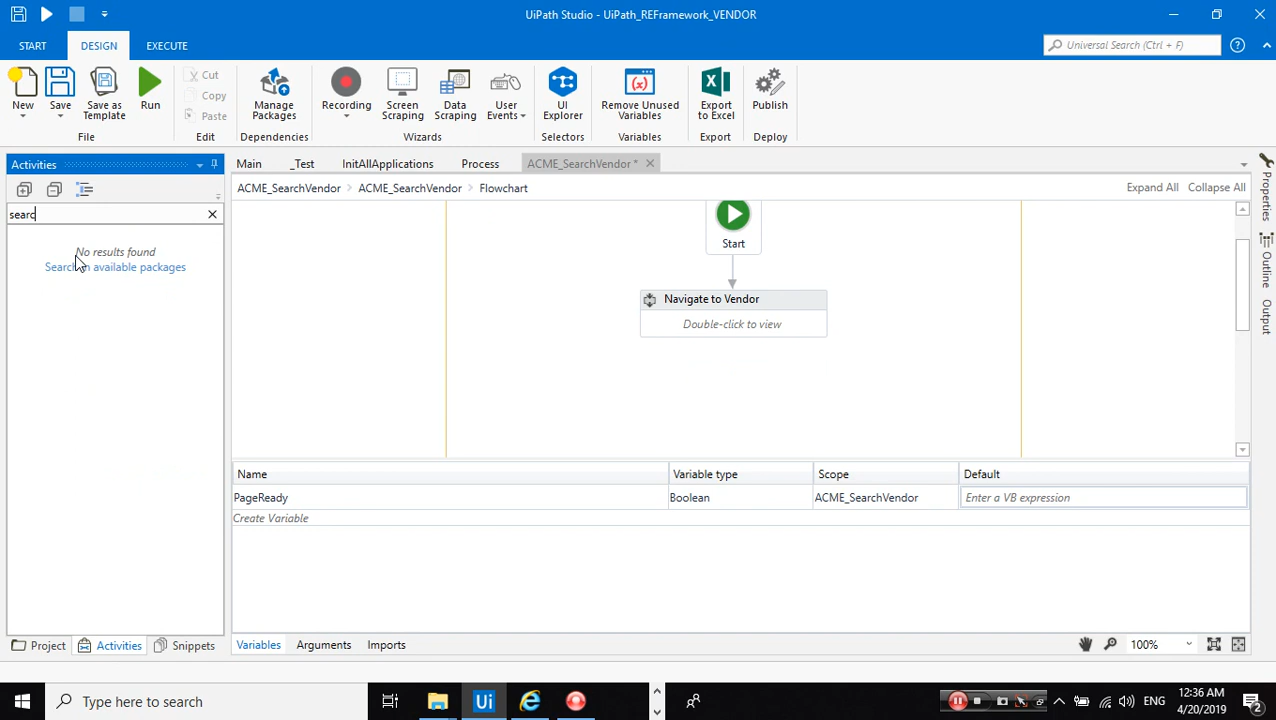 UiPath Studio - UiPath_REFramework_VENDOR
START
DESIGN
EXECUTE
Universal Search (Ctrl + F)
New
Save
Save as Template
Run
Cut
Copy
Paste
Manage Packages
Recording
Screen Scraping
Data Scraping
User Events
UI Explorer
Remove Unused Variables
Export to Excel
Publish
File
Edit
Dependencies
Wizards
Selectors
Variables
Export
Deploy
Activities
Main
_Test
InitAllApplications
Process
ACME_SearchVendor *
ACME_SearchVendor
ACME_SearchVendor
Flowchart
Expand All
Collapse All
searc
No results found
Search in available packages
Start
Navigate to Vendor
Double-click to view
Properties
Outline
Output
Name
Variable type
Scope
Default
PageReady
Boolean
ACME_SearchVendor
Enter a VB expression
Create Variable
Project
Activities
Snippets
Variables
Arguments
Imports
100%
Type here to search
Ui
ENG
12:36 AM
4/20/2019
2